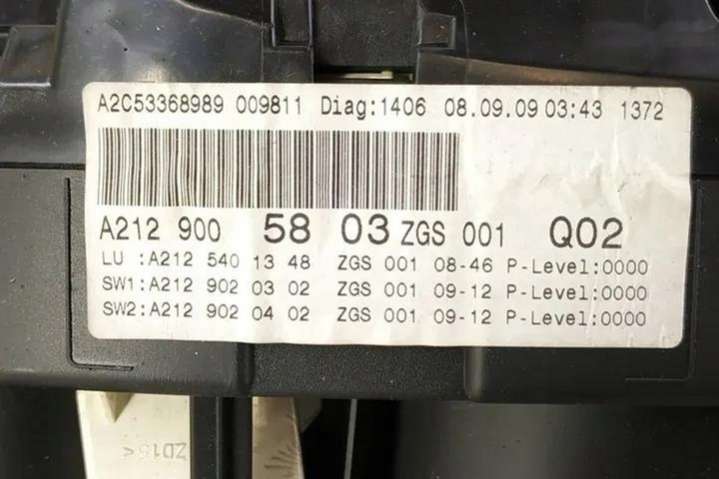 A2C53368989 009811 Diag:1406 08.09.09 03:43 1372
A212 900 58 03 ZGS 001 Q02
LU :A212 540 13 48 ZGS 001 08-46 P-Level:0000
SW1:A212 902 03 02 ZGS 001 09-12 P-Level:0000
SW2:A212 902 04 02 ZGS 001 09-12 P-Level:0000